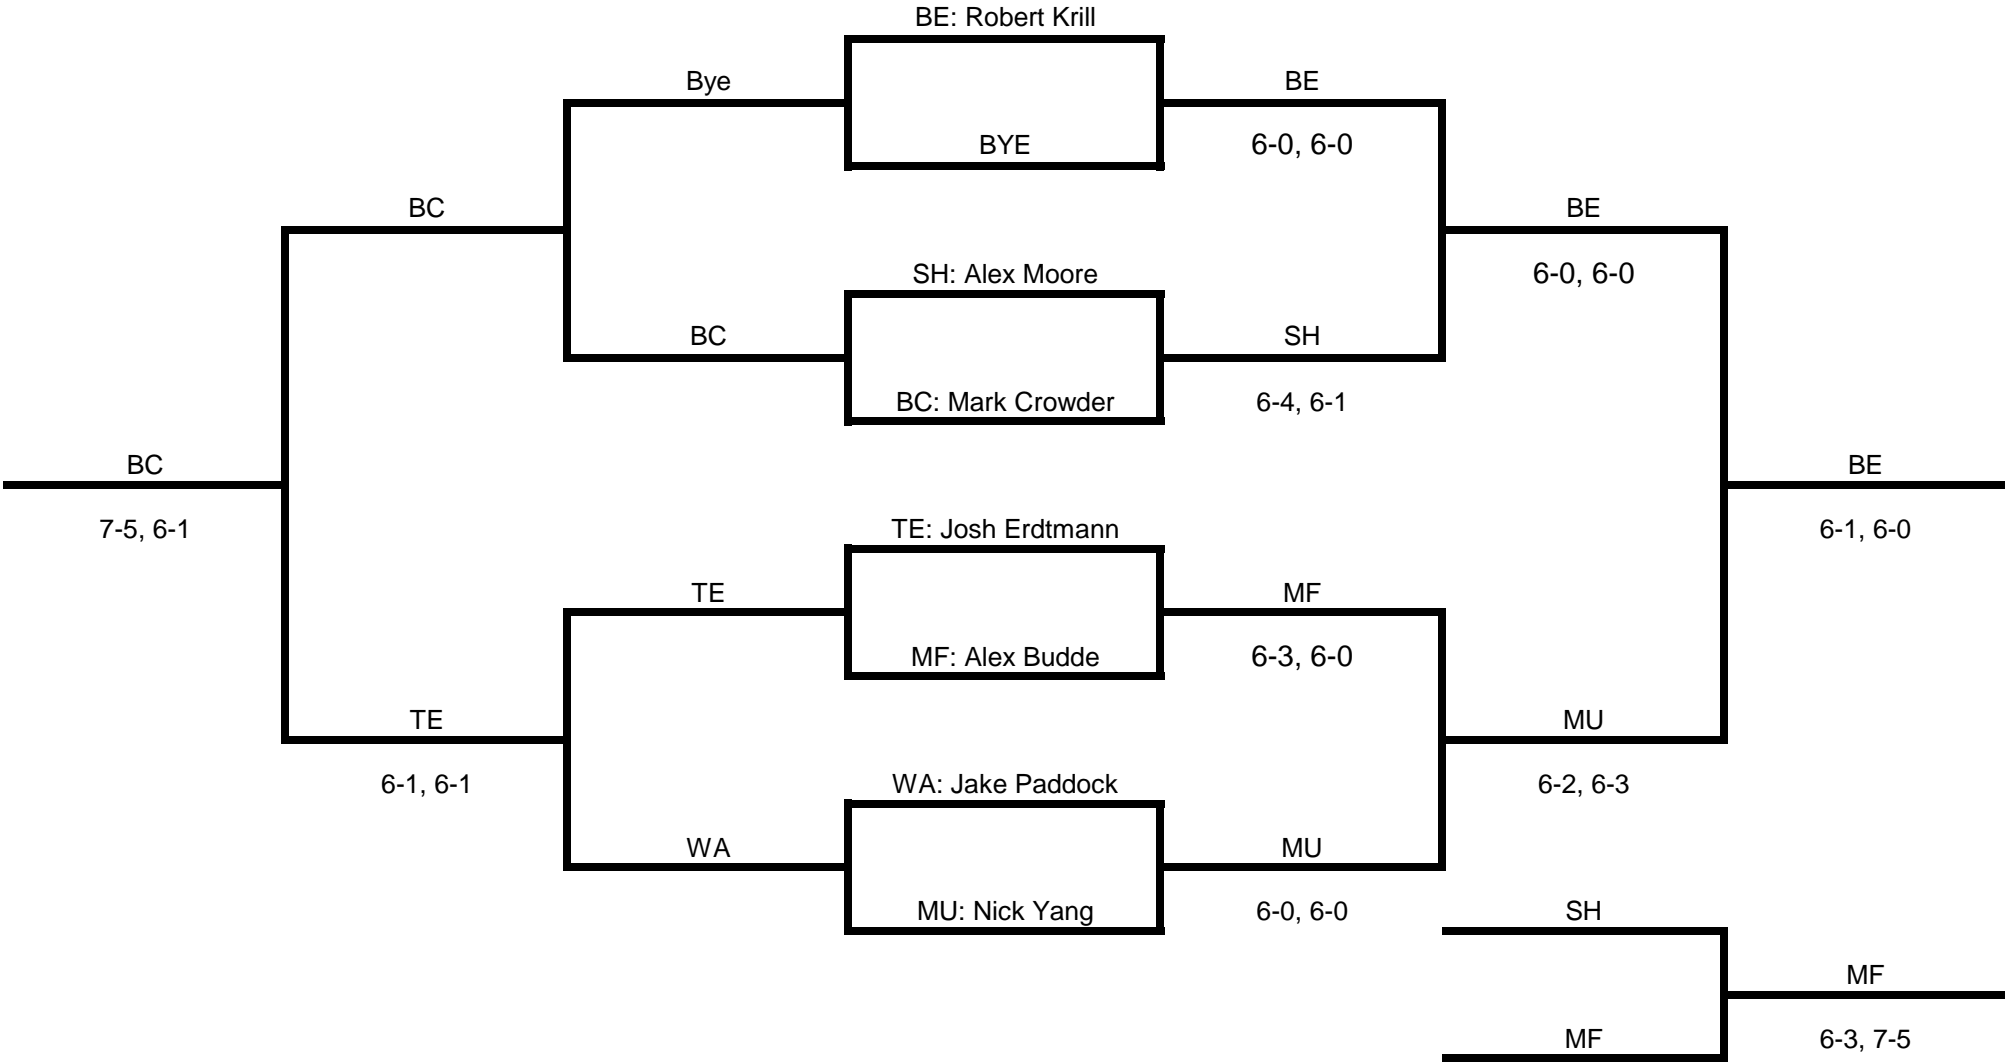 BE: Robert Krill
Bye
BE
BYE
6-0, 6-0
BC
BE
SH: Alex Moore
6-0, 6-0
BC
SH
BC: Mark Crowder
6-4, 6-1
BC
BE
7-5, 6-1
TE: Josh Erdtmann
6-1, 6-0
TE
MF
MF: Alex Budde
6-3, 6-0
TE
MU
6-1, 6-1
WA: Jake Paddock
6-2, 6-3
WA
MU
MU: Nick Yang
6-0, 6-0
SH
MF
MF
6-3, 7-5